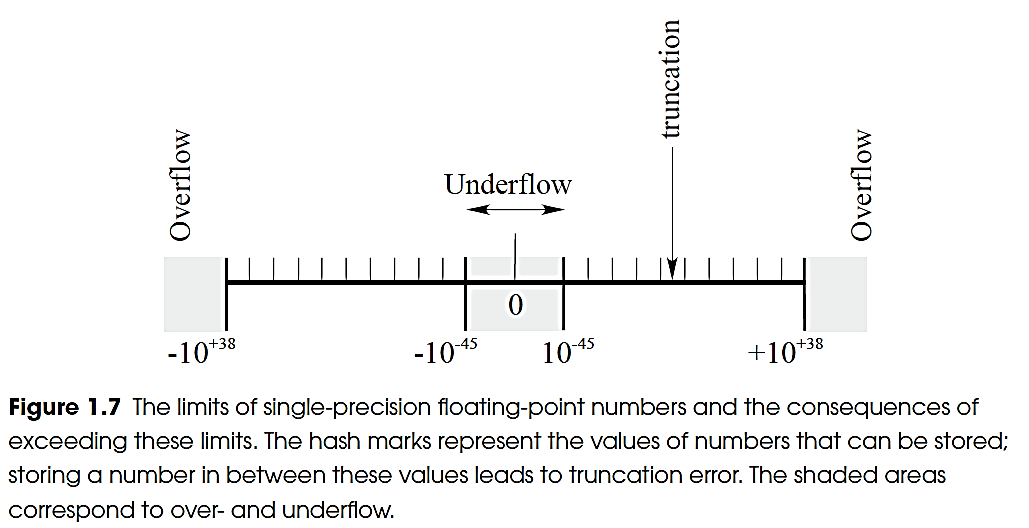 truncation
Overflow
Underflow
Overflow
0
-10⁺³⁸
-10⁻⁴⁵
10⁻⁴⁵
+10⁺³⁸
Figure 1.7 The limits of single-precision floating-point numbers and the consequences of
exceeding these limits. The hash marks represent the values of numbers that can be stored;
storing a number in between these values leads to truncation error. The shaded areas
correspond to over- and underflow.